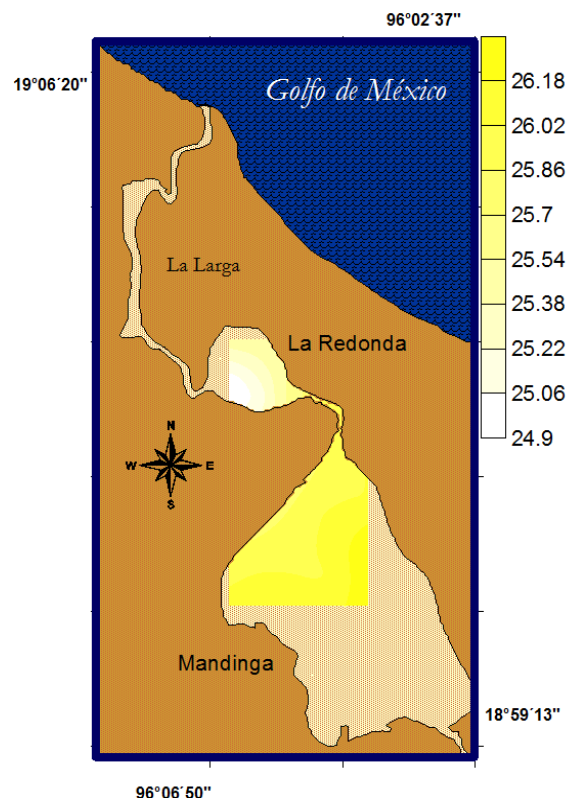 96°02´37"
19°06´20"
Golfo de México
26.18
26.02
25.86
25.7
25.54
25.38
25.22
25.06
24.9
La Larga
La Redonda
N
W E
S
Mandinga
18°59´13"
96°06´50"